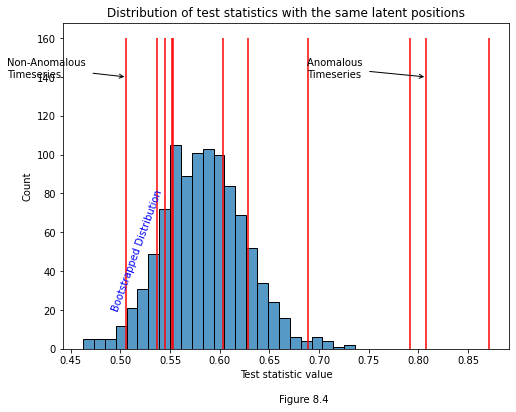 Distribution of test statistics with the same latent positions
160
Non-Anomalous
Timeseries
Anomalous
Timeseries
140
120
100
80
60
40
20
0
Count
Bootstrapped Distribution
0.45 0.50 0.55 0.60 0.65 0.70 0.75 0.80 0.85
Test statistic value
Figure 8.4